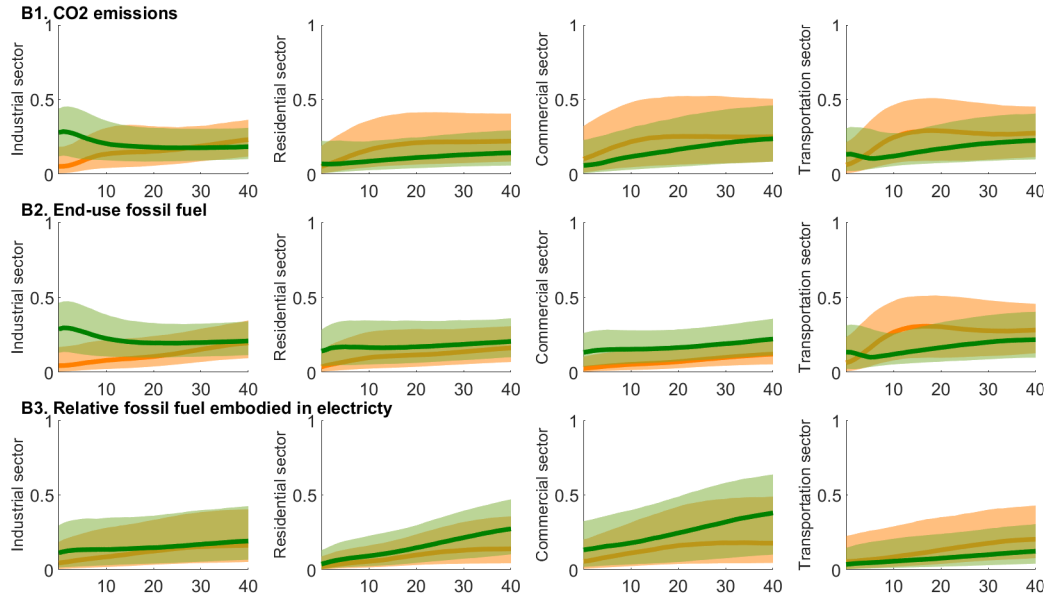 B1. CO2 emissions
Industrial sector
1
0.5
0
10 20 30 40
Residential sector
1
0.5
0
10 20 30 40
Commercial sector
1
0.5
0
10 20 30 40
Transportation sector
1
0.5
0
10 20 30 40
B2. End-use fossil fuel
Industrial sector
1
0.5
0
10 20 30 40
Residential sector
1
0.5
0
10 20 30 40
Commercial sector
1
0.5
0
10 20 30 40
Transportation sector
1
0.5
0
10 20 30 40
B3. Relative fossil fuel embodied in electricty
Industrial sector
1
0.5
0
10 20 30 40
Residential sector
1
0.5
0
10 20 30 40
Commercial sector
1
0.5
0
10 20 30 40
Transportation sector
1
0.5
0
10 20 30 40